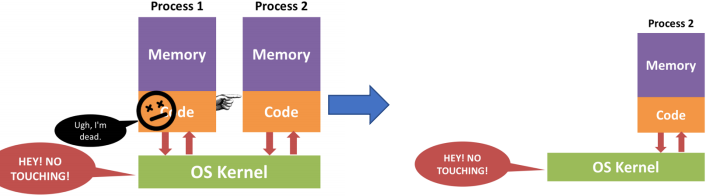 Process 1
Process 2
Memory
Memory
Code
Code
Ugh, I'm
dead.
HEY! NO
TOUCHING!
OS Kernel
Process 2
Memory
Code
HEY! NO
TOUCHING!
OS Kernel